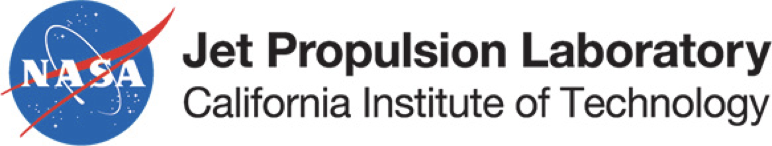 NASA
Jet Propulsion Laboratory
California Institute of Technology